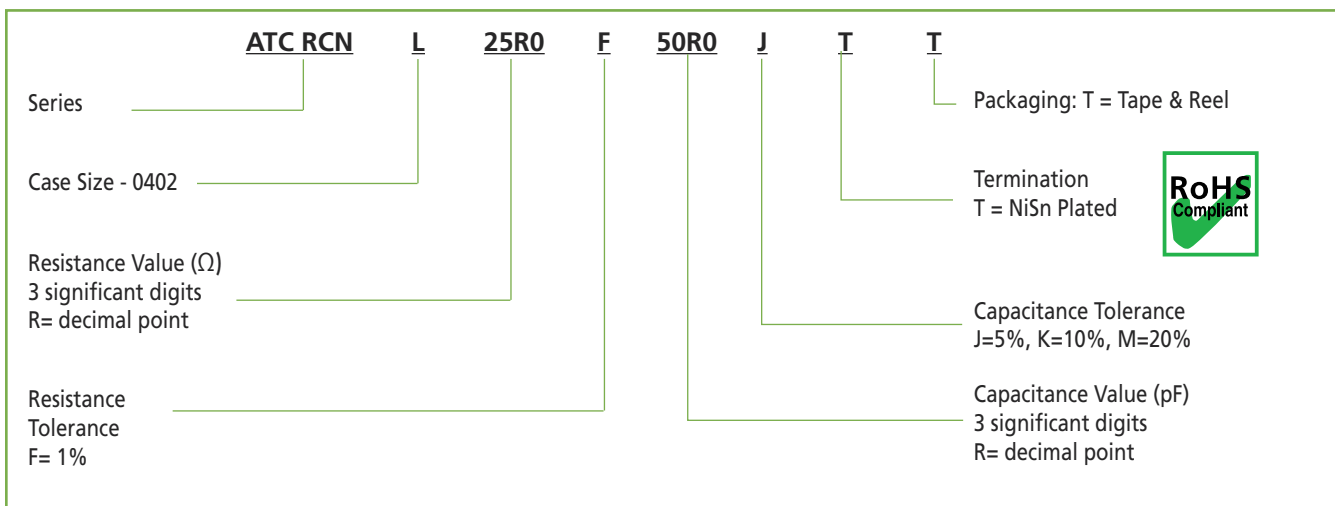 ATC RCN L 25R0 F 50R0 J T T
Series
Case Size - 0402
Resistance Value (Ω)
3 significant digits
R= decimal point
Resistance
Tolerance
F= 1%
Packaging: T = Tape & Reel
Termination
T = NiSn Plated
RoHS
Compliant
Capacitance Tolerance
J=5%, K=10%, M=20%
Capacitance Value (pF)
3 significant digits
R= decimal point